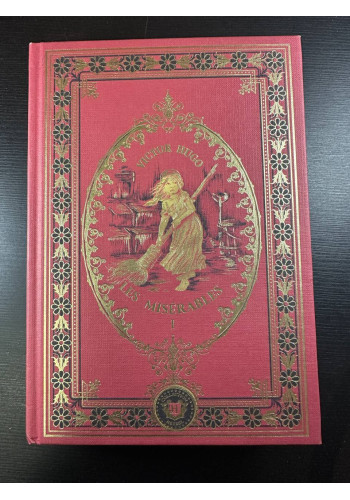 VICTOR HUGO
LES MISÉRABLES
I
H